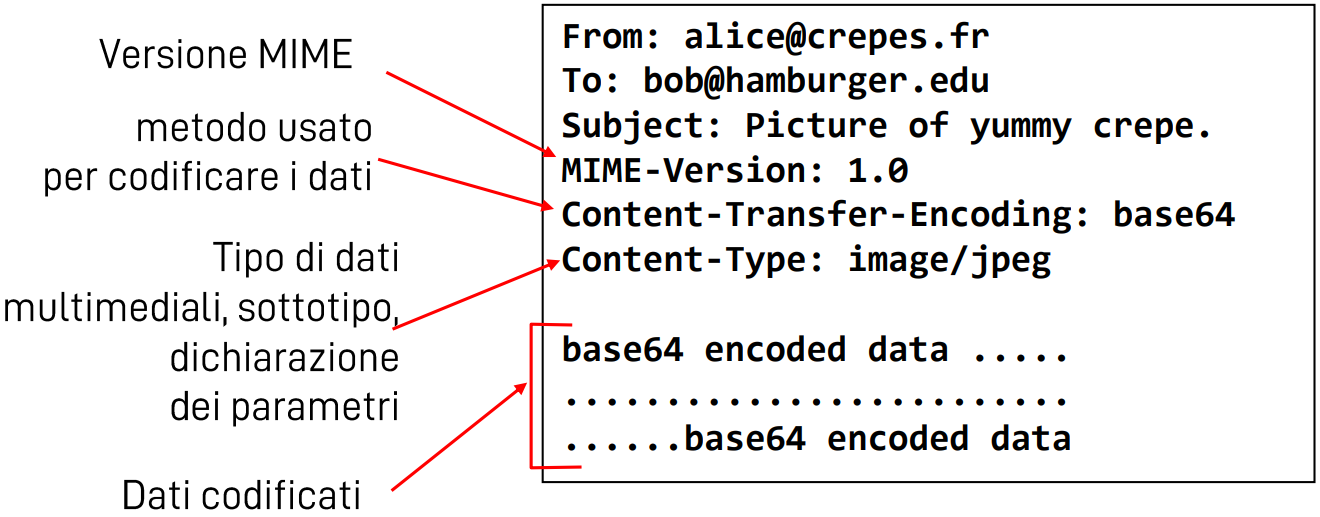 Versione MIME
metodo usato
per codificare i dati
Tipo di dati
multimediali, sottotipo,
dichiarazione
dei parametri
Dati codificati
From: alice@crepes.fr
To: bob@hamburger.edu
Subject: Picture of yummy crepe.
MIME-Version: 1.0
Content-Transfer-Encoding: base64
Content-Type: image/jpeg
base64 encoded data .....
.........................
......base64 encoded data